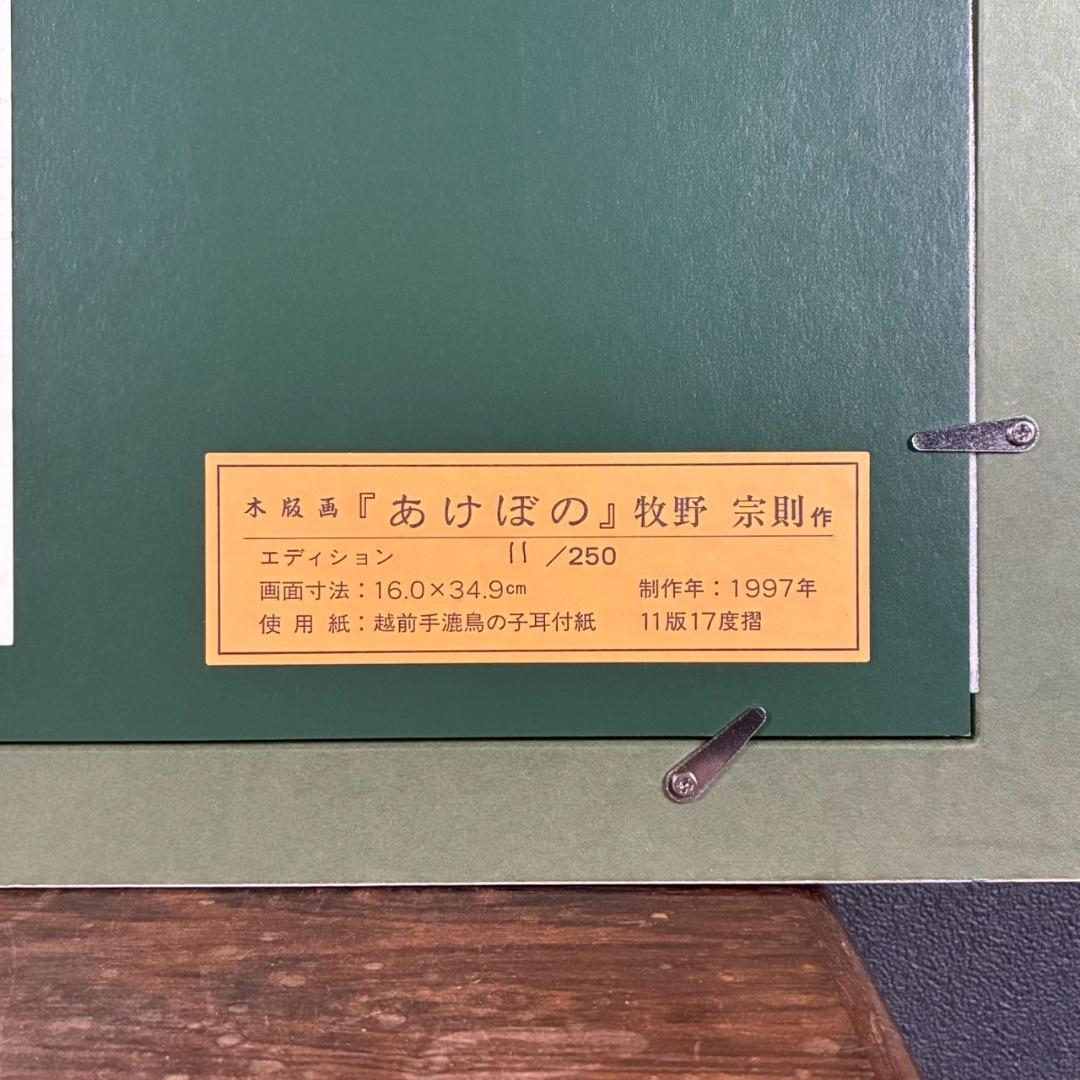 木版画『あけぼの』牧野 宗則作
エディション 11 /250
画面寸法：16.0×34.9㎝ 制作年：1997年
使用紙：越前手漉鳥の子耳付紙 11版17度摺